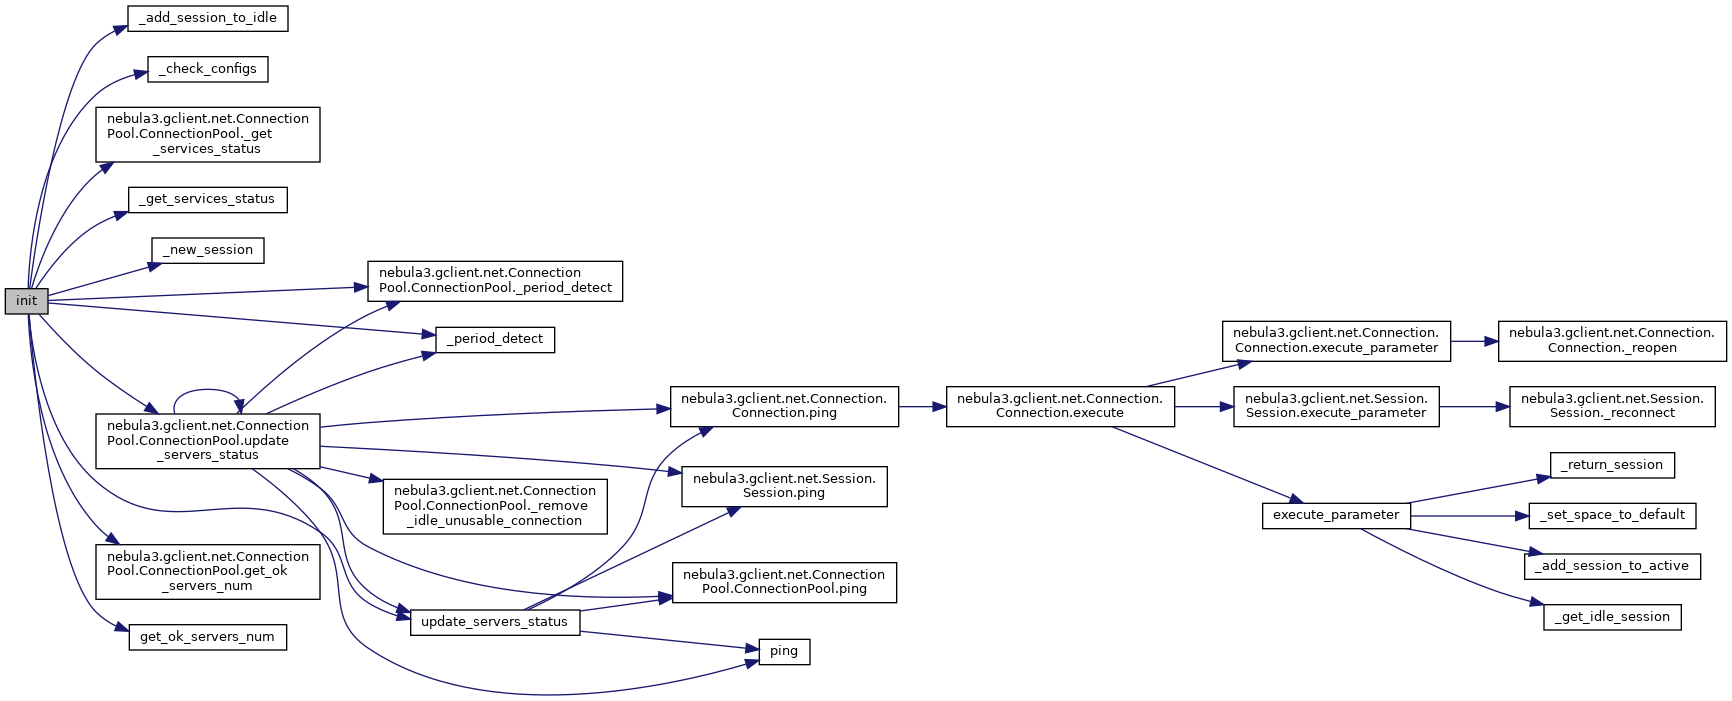 _add_session_to_idle
_check_configs
nebula3.gclient.net.Connection
Pool.ConnectionPool._get
_services_status
_get_services_status
_new_session
init
nebula3.gclient.net.Connection
Pool.ConnectionPool._period_detect
_period_detect
nebula3.gclient.net.Connection
Pool.ConnectionPool.update
_servers_status
nebula3.gclient.net.Connection
Pool.ConnectionPool._remove
_idle_unusable_connection
nebula3.gclient.net.Connection
Pool.ConnectionPool.get_ok
_servers_num
get_ok_servers_num
update_servers_status
nebula3.gclient.net.Connection.
Connection.ping
nebula3.gclient.net.Session.
Session.ping
nebula3.gclient.net.Connection
Pool.ConnectionPool.ping
ping
nebula3.gclient.net.Connection.
Connection.execute
nebula3.gclient.net.Connection.
Connection.execute_parameter
nebula3.gclient.net.Session.
Session.execute_parameter
execute_parameter
nebula3.gclient.net.Connection.
Connection._reopen
nebula3.gclient.net.Session.
Session._reconnect
_return_session
_set_space_to_default
_add_session_to_active
_get_idle_session